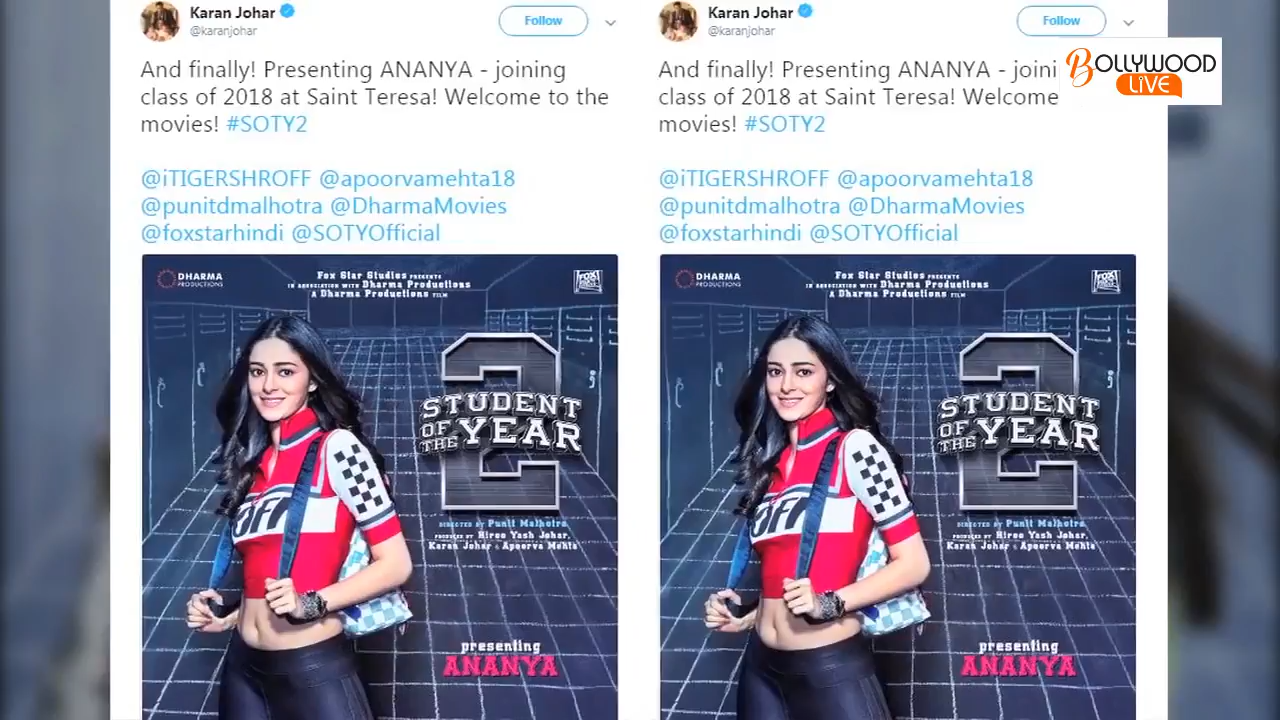 Karan Johar
@karanjohar
Follow
And finally! Presenting ANANYA - joining
class of 2018 at Saint Teresa! Welcome to the
movies! #SOTY2
@iTIGERSHROFF @apoorvamehta18
@punitdmalhotra @DharmaMovies
@foxstarhindi @SOTYOfficial
DHARMA
PRODUCTIONS
Fox Star Studios PRESENTS
IN ASSOCIATION WITH Dharma Productions
A Dharma Productions FILM
FOX
STAR
2
STUDENT
OF THE YEAR
DIRECTED BY Punit Malhotra
PRODUCED BY Hiroo Yash Johar,
Karan Johar & Apoorva Mehta
presenting
ANANYA
Karan Johar
@karanjohar
Follow
BOLLYWOOD
LIVE
And finally! Presenting ANANYA - joini
class of 2018 at Saint Teresa! Welcome
movies! #SOTY2
@iTIGERSHROFF @apoorvamehta18
@punitdmalhotra @DharmaMovies
@foxstarhindi @SOTYOfficial
DHARMA
PRODUCTIONS
Fox Star Studios PRESENTS
IN ASSOCIATION WITH Dharma Productions
A Dharma Productions FILM
FOX
STAR
2
STUDENT
OF THE YEAR
DIRECTED BY Punit Malhotra
PRODUCED BY Hiroo Yash Johar,
Karan Johar & Apoorva Mehta
presenting
ANANYA